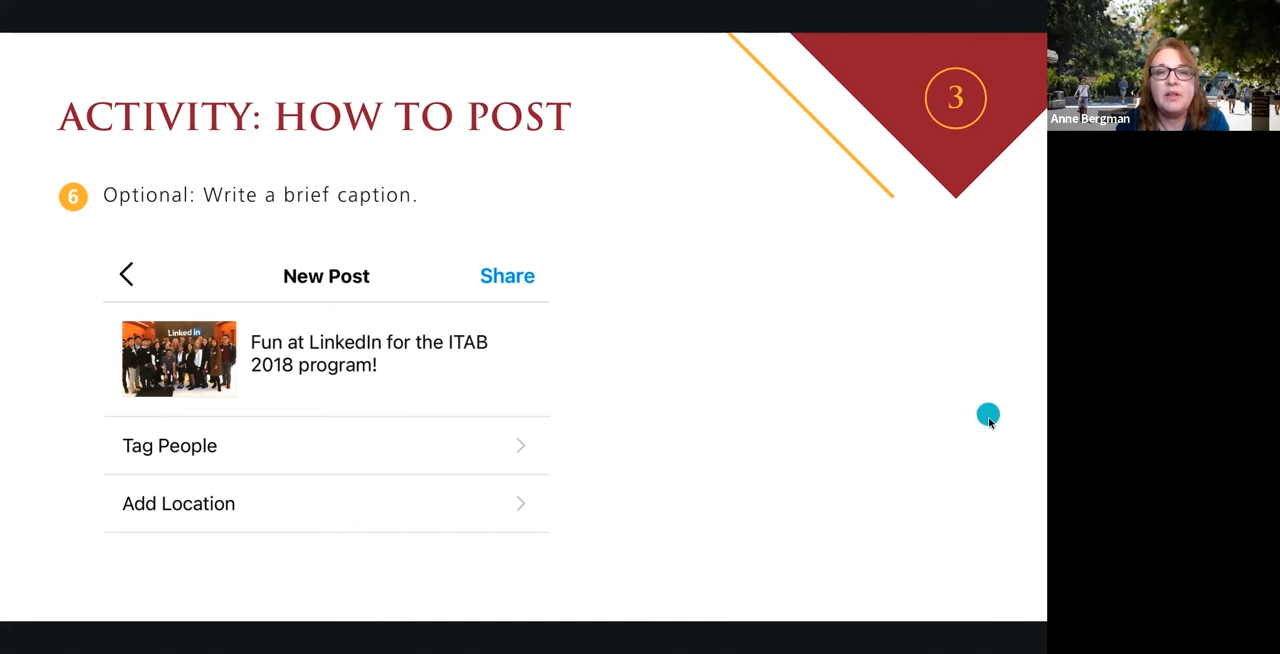 ACTIVITY: HOW TO POST
3
6 Optional: Write a brief caption.
New Post Share
Linked in
Fun at LinkedIn for the ITAB
2018 program!
Tag People
Add Location
Anne Bergman